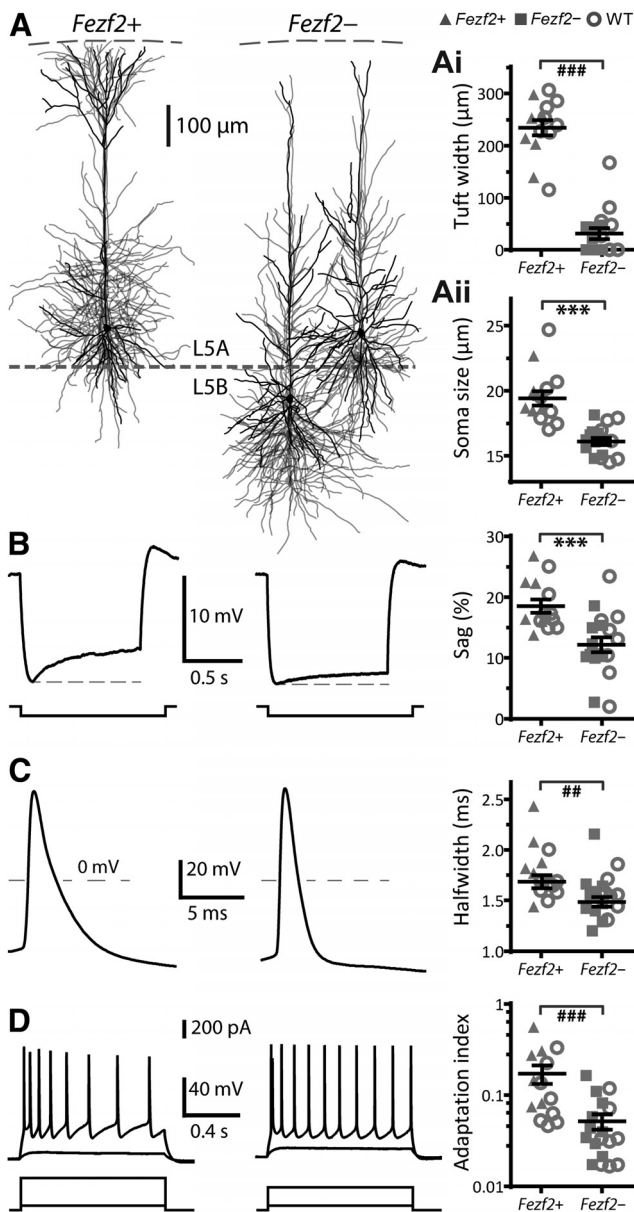 ▲ Fezf2+ ■ Fezf2− O WT
A
Fezf2+
Fezf2−
100 µm
L5A
L5B
Ai
###
Tuft width (µm)
300
200
100
0
Fezf2+ Fezf2−
Aii
***
Soma size (µm)
25
20
15
Fezf2+ Fezf2−
B
10 mV
0.5 s
***
Sag (%)
30
20
10
0
Fezf2+ Fezf2−
C
0 mV
20 mV
5 ms
##
Halfwidth (ms)
2.5
2.0
1.5
1.0
Fezf2+ Fezf2−
D
200 pA
40 mV
0.4 s
###
Adaptation index
1
0.1
0.01
Fezf2+ Fezf2−